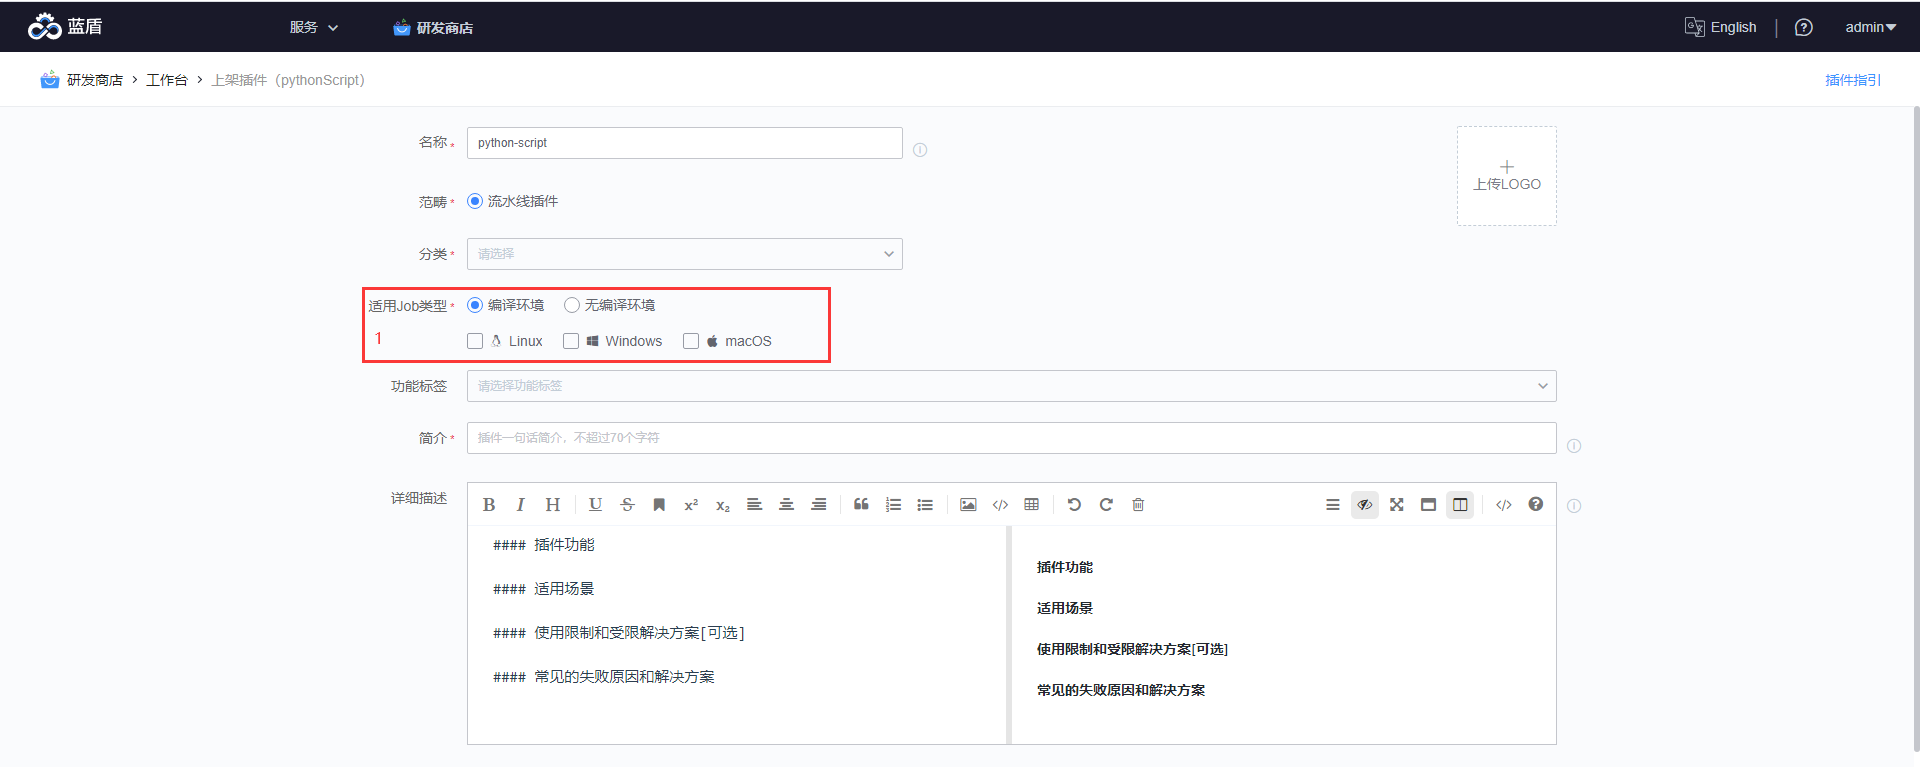 蓝盾
服务
研发商店
English
admin
研发商店 > 工作台 > 上架插件（pythonScript）
插件指引
名称 *
python-script
上传LOGO
范畴 *
流水线插件
分类 *
请选择
适用Job类型 *
编译环境
无编译环境
1
Linux
Windows
macOS
功能标签
请选择功能标签
简介 *
插件一句话简介，不超过70个字符
详细描述
#### 插件功能
#### 适用场景
#### 使用限制和受限解决方案[可选]
#### 常见的失败原因和解决方案
插件功能
适用场景
使用限制和受限解决方案[可选]
常见的失败原因和解决方案